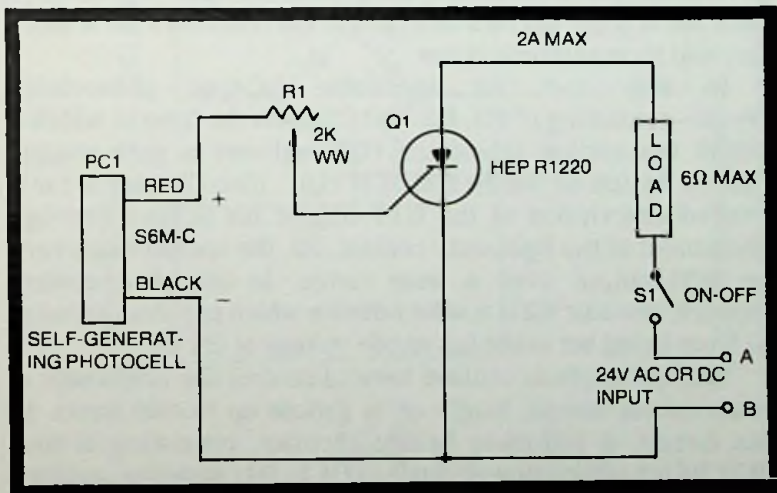 2A MAX
R1
Q1
2K
WW
PC1
HEP R1220
LOAD
6Ω MAX
RED
+
S6M-C
BLACK
−
S1
ON-OFF
SELF-GENERAT-
ING PHOTOCELL
24V AC OR DC
INPUT
A
B